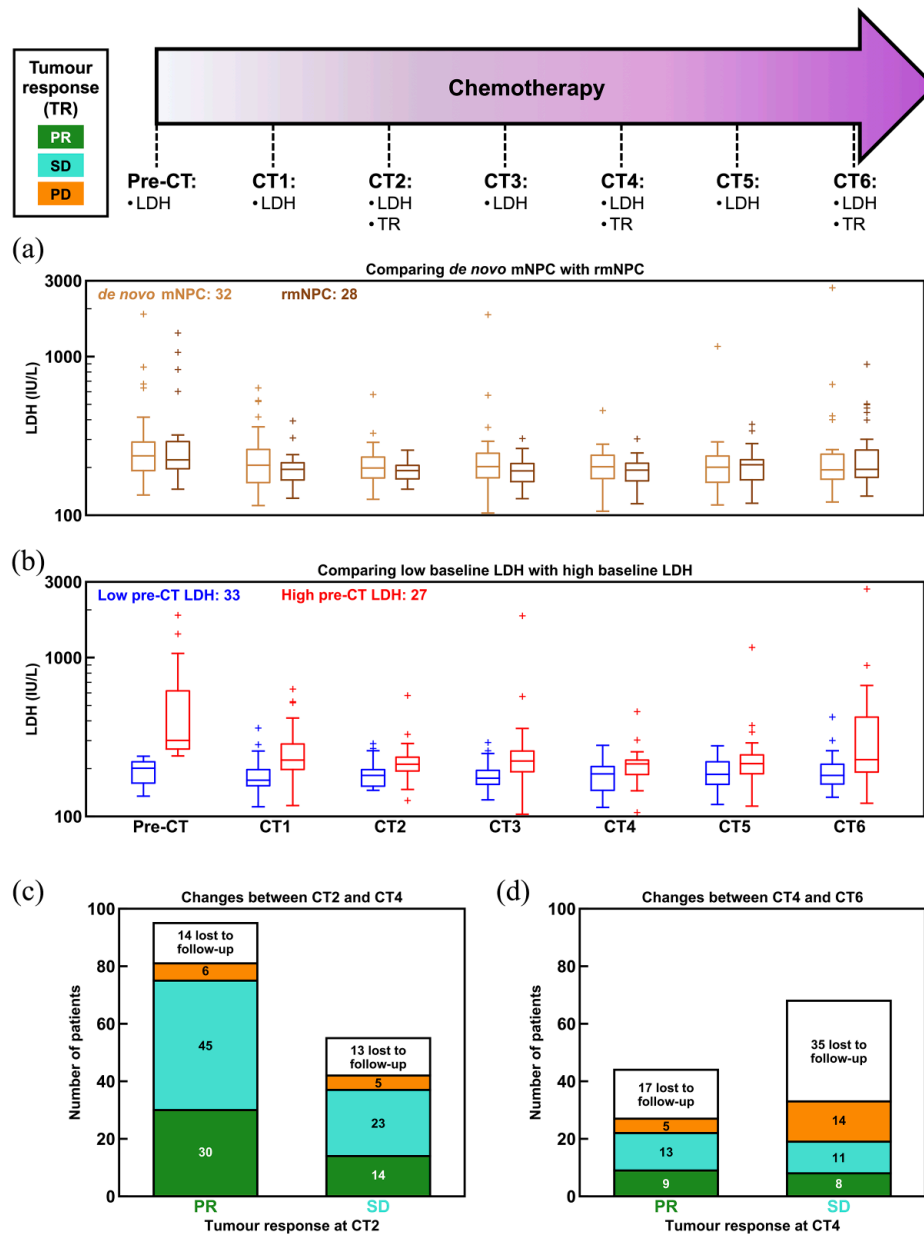 Tumour
response
(TR)
PR
SD
PD
Chemotherapy
Pre-CT:
• LDH
CT1:
• LDH
CT2:
• LDH
• TR
CT3:
• LDH
CT4:
• LDH
• TR
CT5:
• LDH
CT6:
• LDH
• TR
(a)
Comparing de novo mNPC with rmNPC
3000
1000
100
LDH (IU/L)
de novo mNPC: 32
rmNPC: 28
(b)
Comparing low baseline LDH with high baseline LDH
3000
1000
100
LDH (IU/L)
Low pre-CT LDH: 33
High pre-CT LDH: 27
Pre-CT CT1 CT2 CT3 CT4 CT5 CT6
(c)
Changes between CT2 and CT4
100
80
60
40
20
0
Number of patients
14 lost to
follow-up
6
45
30
13 lost to
follow-up
5
23
14
PR SD
Tumour response at CT2
(d)
Changes between CT4 and CT6
100
80
60
40
20
0
Number of patients
17 lost to
follow-up
5
13
9
35 lost to
follow-up
14
11
8
PR SD
Tumour response at CT4